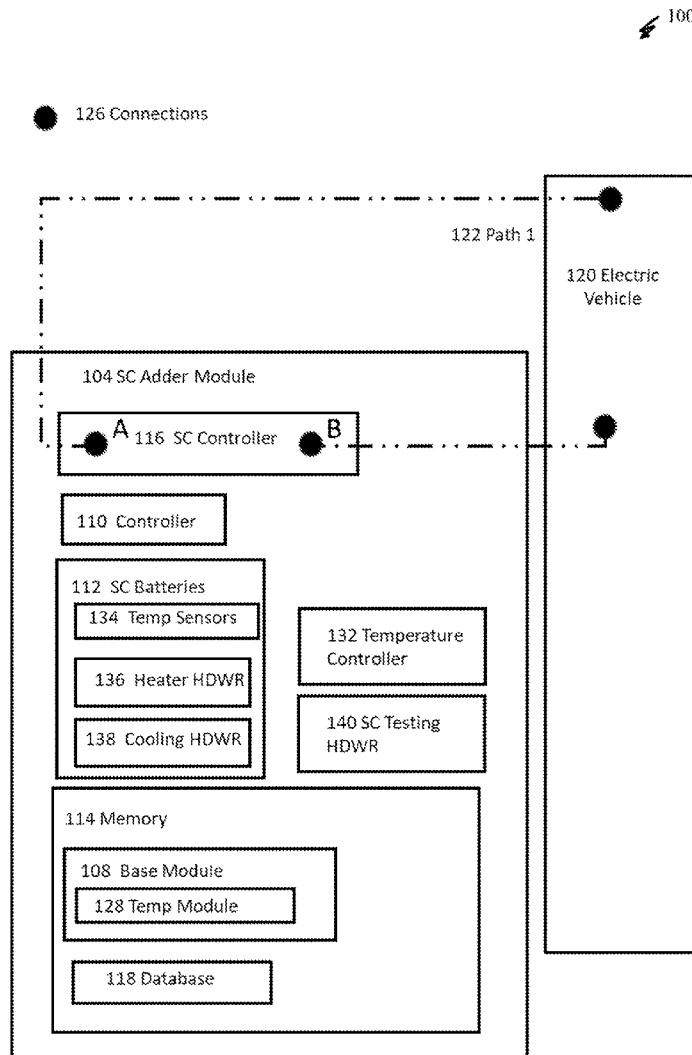 100
126 Connections
122 Path 1
120 Electric
Vehicle
104 SC Adder Module
A
116 SC Controller
B
110 Controller
112 SC Batteries
134 Temp Sensors
136 Heater HDWR
138 Cooling HDWR
132 Temperature
Controller
140 SC Testing
HDWR
114 Memory
108 Base Module
128 Temp Module
118 Database